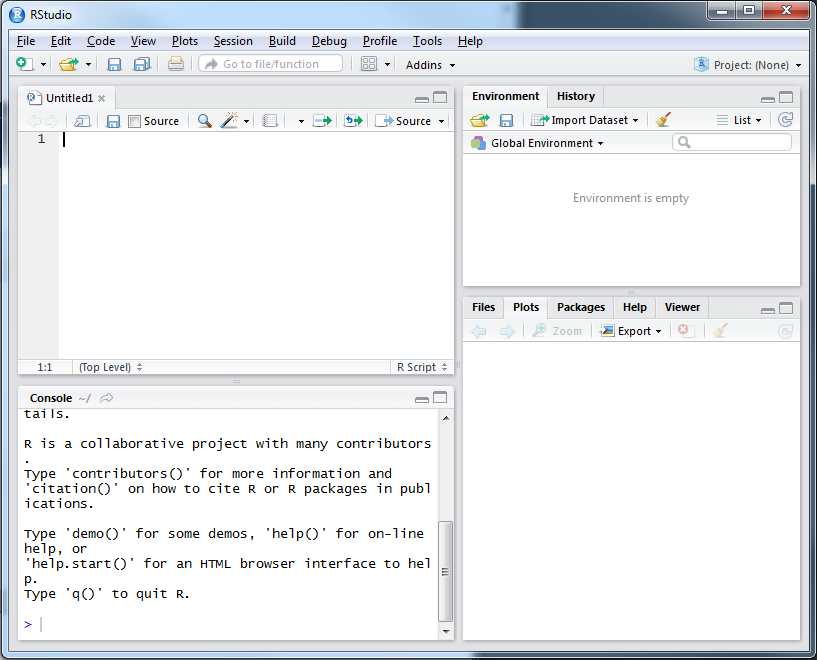 RStudio
File Edit Code View Plots Session Build Debug Profile Tools Help
Go to file/function Addins Project: (None)
Untitled1
Source Source
1
1:1 (Top Level) R Script
Console ~/
tails.
R is a collaborative project with many contributors
.
Type 'contributors()' for more information and
'citation()' on how to cite R or R packages in publ
ications.
Type 'demo()' for some demos, 'help()' for on-line
help, or
'help.start()' for an HTML browser interface to hel
p.
Type 'q()' to quit R.
>
Environment History
Import Dataset List
Global Environment
Environment is empty
Files Plots Packages Help Viewer
Zoom Export